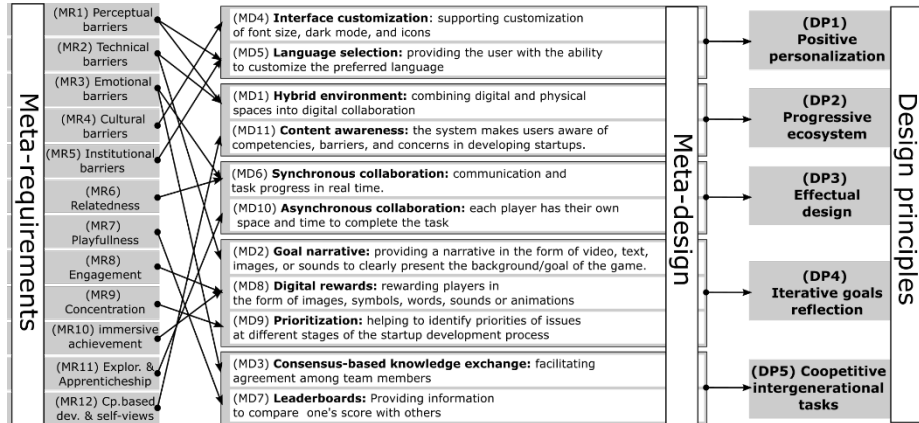 Meta-requirements
(MR1) Perceptual
barriers
(MR2) Technical
barriers
(MR3) Emotional
barriers
(MR4) Cultural
barriers
(MR5) Institutional
barriers
(MR6)
Relatedness
(MR7)
Playfullness
(MR8)
Engagement
(MR9)
Concentration
(MR10) immersive
achievement
(MR11) Explor. &
Apprenticeship
(MR12) Cp.based
dev. & self-views
(MD4) Interface customization: supporting customization
of font size, dark mode, and icons
(MD5) Language selection: providing the user with the ability
to customize the preferred language
(MD1) Hybrid environment: combining digital and physical
spaces into digital collaboration
(MD11) Content awareness: the system makes users aware of
competencies, barriers, and concerns in developing startups.
(MD6) Synchronous collaboration: communication and
task progress in real time.
(MD10) Asynchronous collaboration: each player has their own
space and time to complete the task
(MD2) Goal narrative: providing a narrative in the form of video, text,
images, or sounds to clearly present the background/goal of the game.
(MD8) Digital rewards: rewarding players in
the form of images, symbols, words, sounds or animations
(MD9) Prioritization: helping to identify priorities of issues
at different stages of the startup development process
(MD3) Consensus-based knowledge exchange: facilitating
agreement among team members
(MD7) Leaderboards: Providing information
to compare one's score with others
Meta-design
(DP1)
Positive
personalization
(DP2)
Progressive
ecosystem
(DP3)
Effectual
design
(DP4)
Iterative goals
reflection
(DP5) Coopetitive
intergenerational
tasks
Design principles